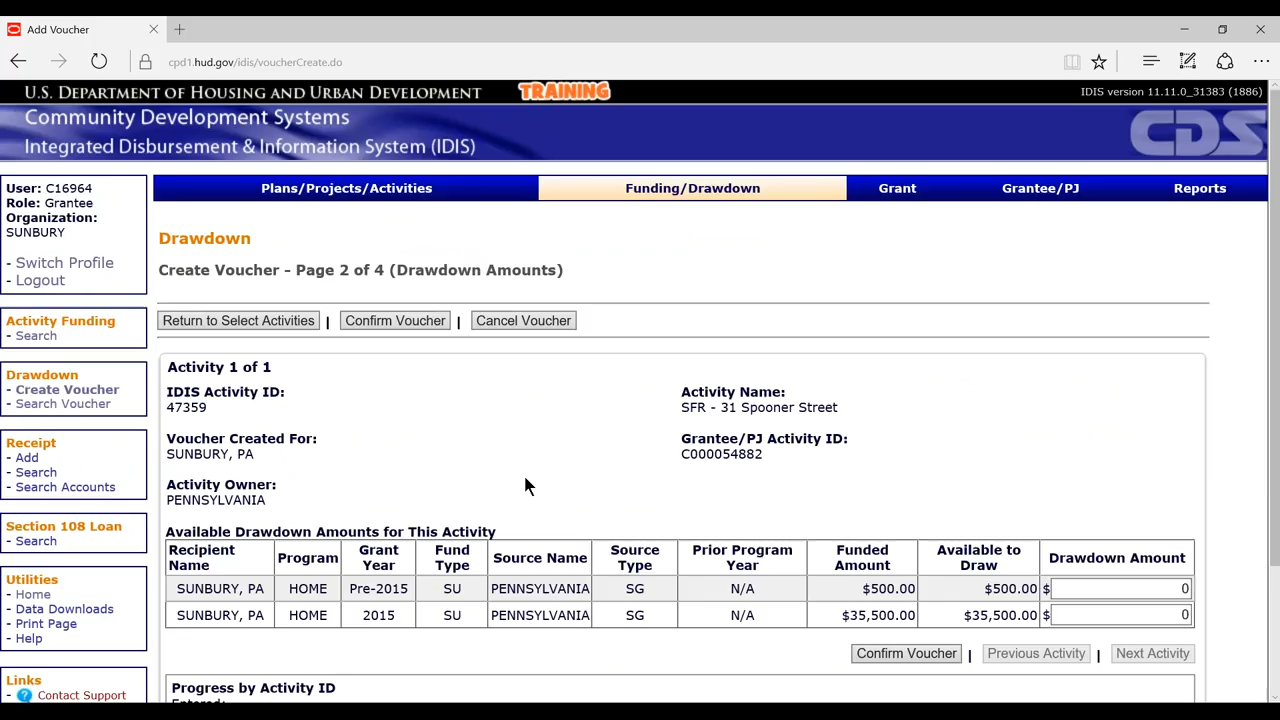 Add Voucher
cpd1.hud.gov/idis/voucherCreate.do
U.S. DEPARTMENT OF HOUSING AND URBAN DEVELOPMENT TRAINING IDIS version 11.11.0_31383 (1886)
Community Development Systems
Integrated Disbursement & Information System (IDIS)
CDS
User: C16964
Role: Grantee
Organization:
SUNBURY
- Switch Profile
- Logout
Activity Funding
- Search
Drawdown
- Create Voucher
- Search Voucher
Receipt
- Add
- Search
- Search Accounts
Section 108 Loan
- Search
Utilities
- Home
- Data Downloads
- Print Page
- Help
Links
- ? Contact Support
Plans/Projects/Activities Funding/Drawdown Grant Grantee/PJ Reports
Drawdown
Create Voucher - Page 2 of 4 (Drawdown Amounts)
Return to Select Activities | Confirm Voucher | Cancel Voucher
Activity 1 of 1
IDIS Activity ID: Activity Name:
47359 SFR - 31 Spooner Street
Voucher Created For: Grantee/PJ Activity ID:
SUNBURY, PA C000054882
Activity Owner:
PENNSYLVANIA
Available Drawdown Amounts for This Activity
Recipient Name Program Grant Year Fund Type Source Name Source Type Prior Program Year Funded Amount Available to Draw Drawdown Amount
SUNBURY, PA HOME Pre-2015 SU PENNSYLVANIA SG N/A $500.00 $500.00 $ 0
SUNBURY, PA HOME 2015 SU PENNSYLVANIA SG N/A $35,500.00 $35,500.00 $ 0
Confirm Voucher | Previous Activity | Next Activity
Progress by Activity ID
Entered: